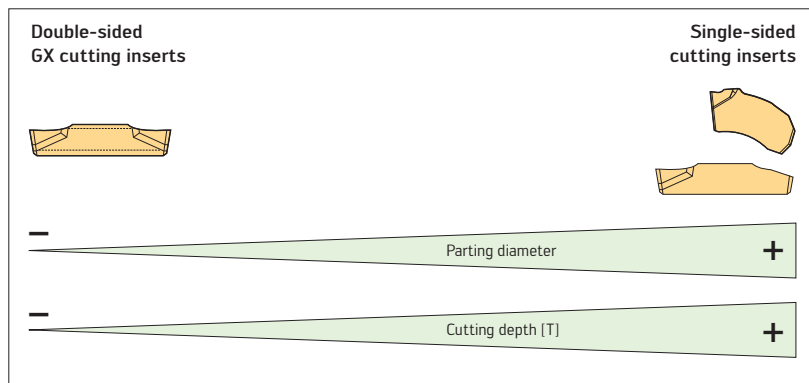 Double-sided
GX cutting inserts
Single-sided
cutting inserts
– +
Parting diameter
– +
Cutting depth [T]